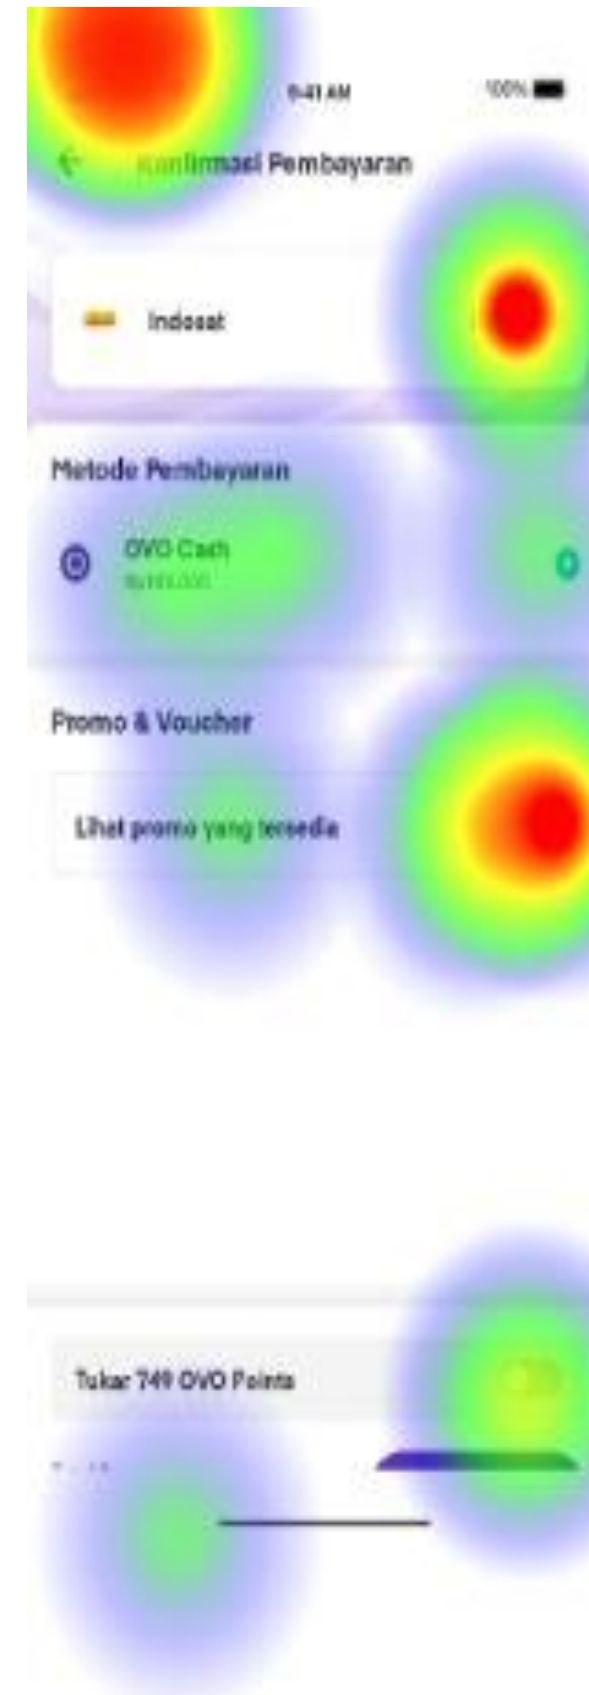 9:41 AM 100%
Konfirmasi Pembayaran
Indosat
Metode Pembayaran
OVO Cash
Promo & Voucher
Lihat promo yang tersedia
Tukar 749 OVO Points